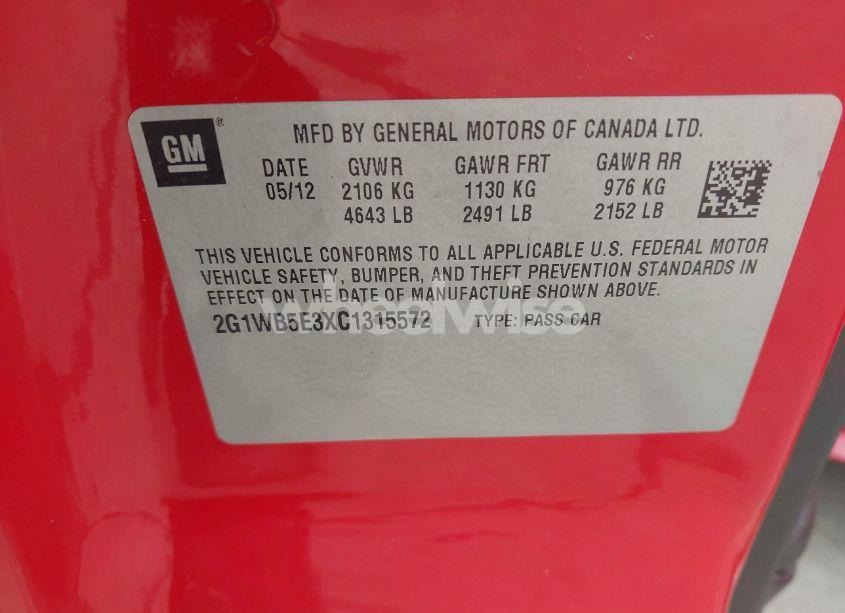 GM®
MFD BY GENERAL MOTORS OF CANADA LTD.
DATE GVWR GAWR FRT GAWR RR
05/12 2106 KG 1130 KG 976 KG
4643 LB 2491 LB 2152 LB
THIS VEHICLE CONFORMS TO ALL APPLICABLE U.S. FEDERAL MOTOR
VEHICLE SAFETY, BUMPER, AND THEFT PREVENTION STANDARDS IN
EFFECT ON THE DATE OF MANUFACTURE SHOWN ABOVE.
2G1WB5E3XC1315572 TYPE: PASS CAR
wheelwise